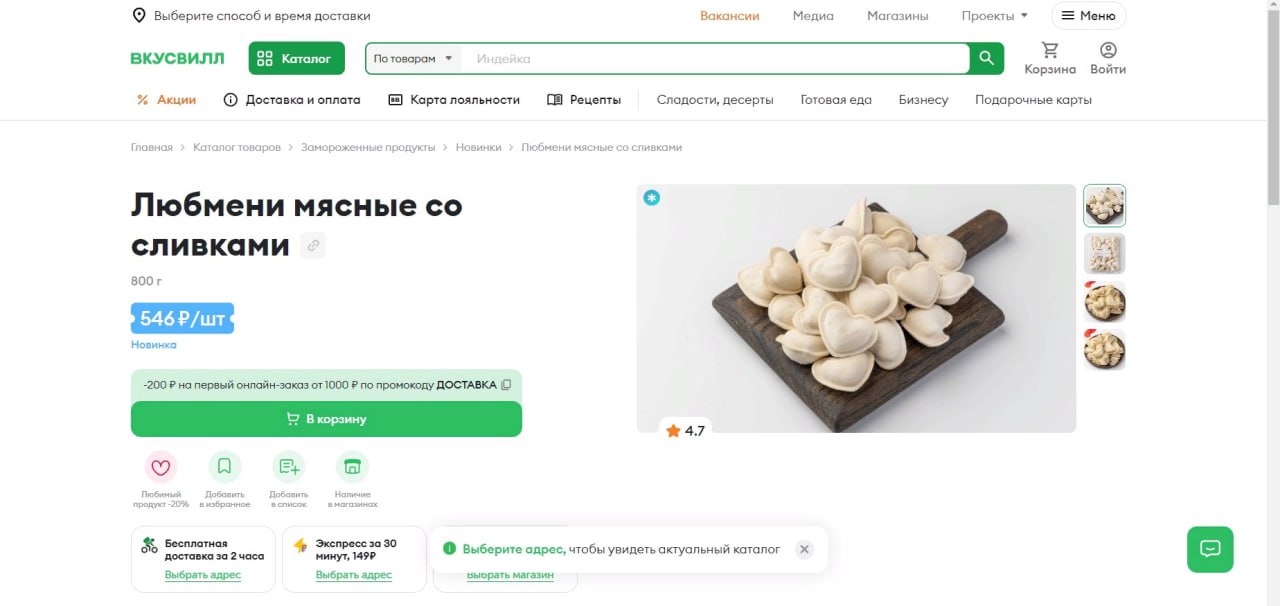 Выберите способ и время доставки
Вакансии
Медиа
Магазины
Проекты
Меню
ВКУСВИЛЛ
Каталог
По товарам
Индейка
Корзина
Войти
Акции
Доставка и оплата
Карта лояльности
Рецепты
Сладости, десерты
Готовая еда
Бизнесу
Подарочные карты
Главная > Каталог товаров > Замороженные продукты > Новинки > Любмени мясные со сливками
Любмени мясные со
сливками
800 г
546 ₽/шт
Новинка
-200 ₽ на первый онлайн-заказ от 1000 ₽ по промокоду ДОСТАВКА
В корзину
4.7
Любимый
продукт -20%
Добавить
в избранное
Добавить
в список
Наличие
в магазинах
Бесплатная
доставка за 2 часа
Выбрать адрес
Экспресс за 30
минут, 149₽
Выбрать адрес
Выбрать магазин
Выберите адрес, чтобы увидеть актуальный каталог